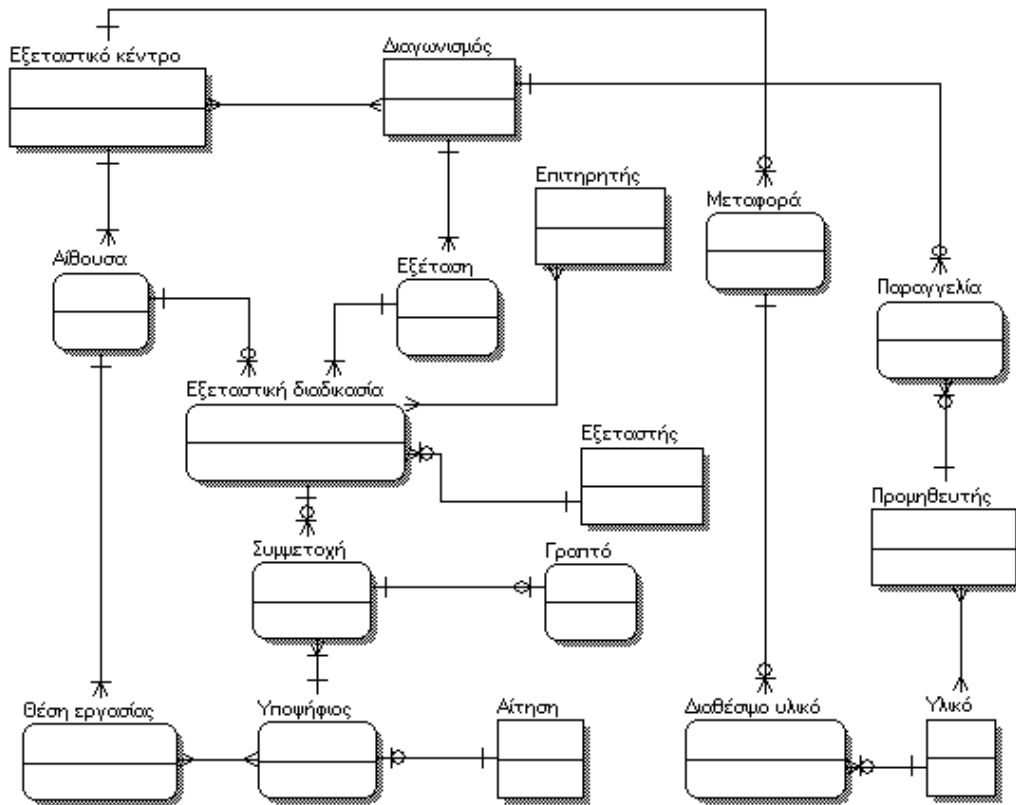 Εξεταστικό κέντρο
Διαγωνισμός
Επιτηρητής
Μεταφορά
Αίθουσα
Εξέταση
Παραγγελία
Εξεταστική διαδικασία
Εξεταστής
Προμηθευτής
Συμμετοχή
Γραπτό
Θέση εργασίας
Υποψήφιος
Αίτηση
Διαθέσιμο υλικό
Υλικό